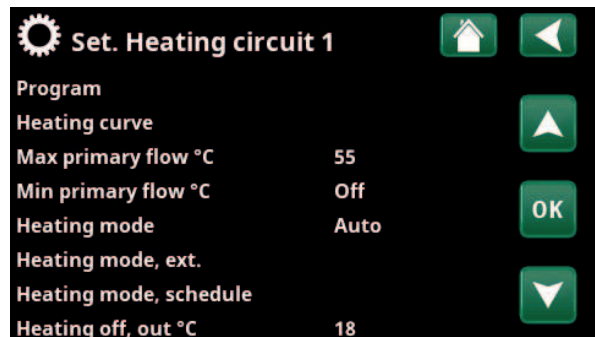 Set. Heating circuit 1
Program
Heating curve
Max primary flow °C 55
Min primary flow °C Off
Heating mode Auto
OK
Heating mode, ext.
Heating mode, schedule
Heating off, out °C 18